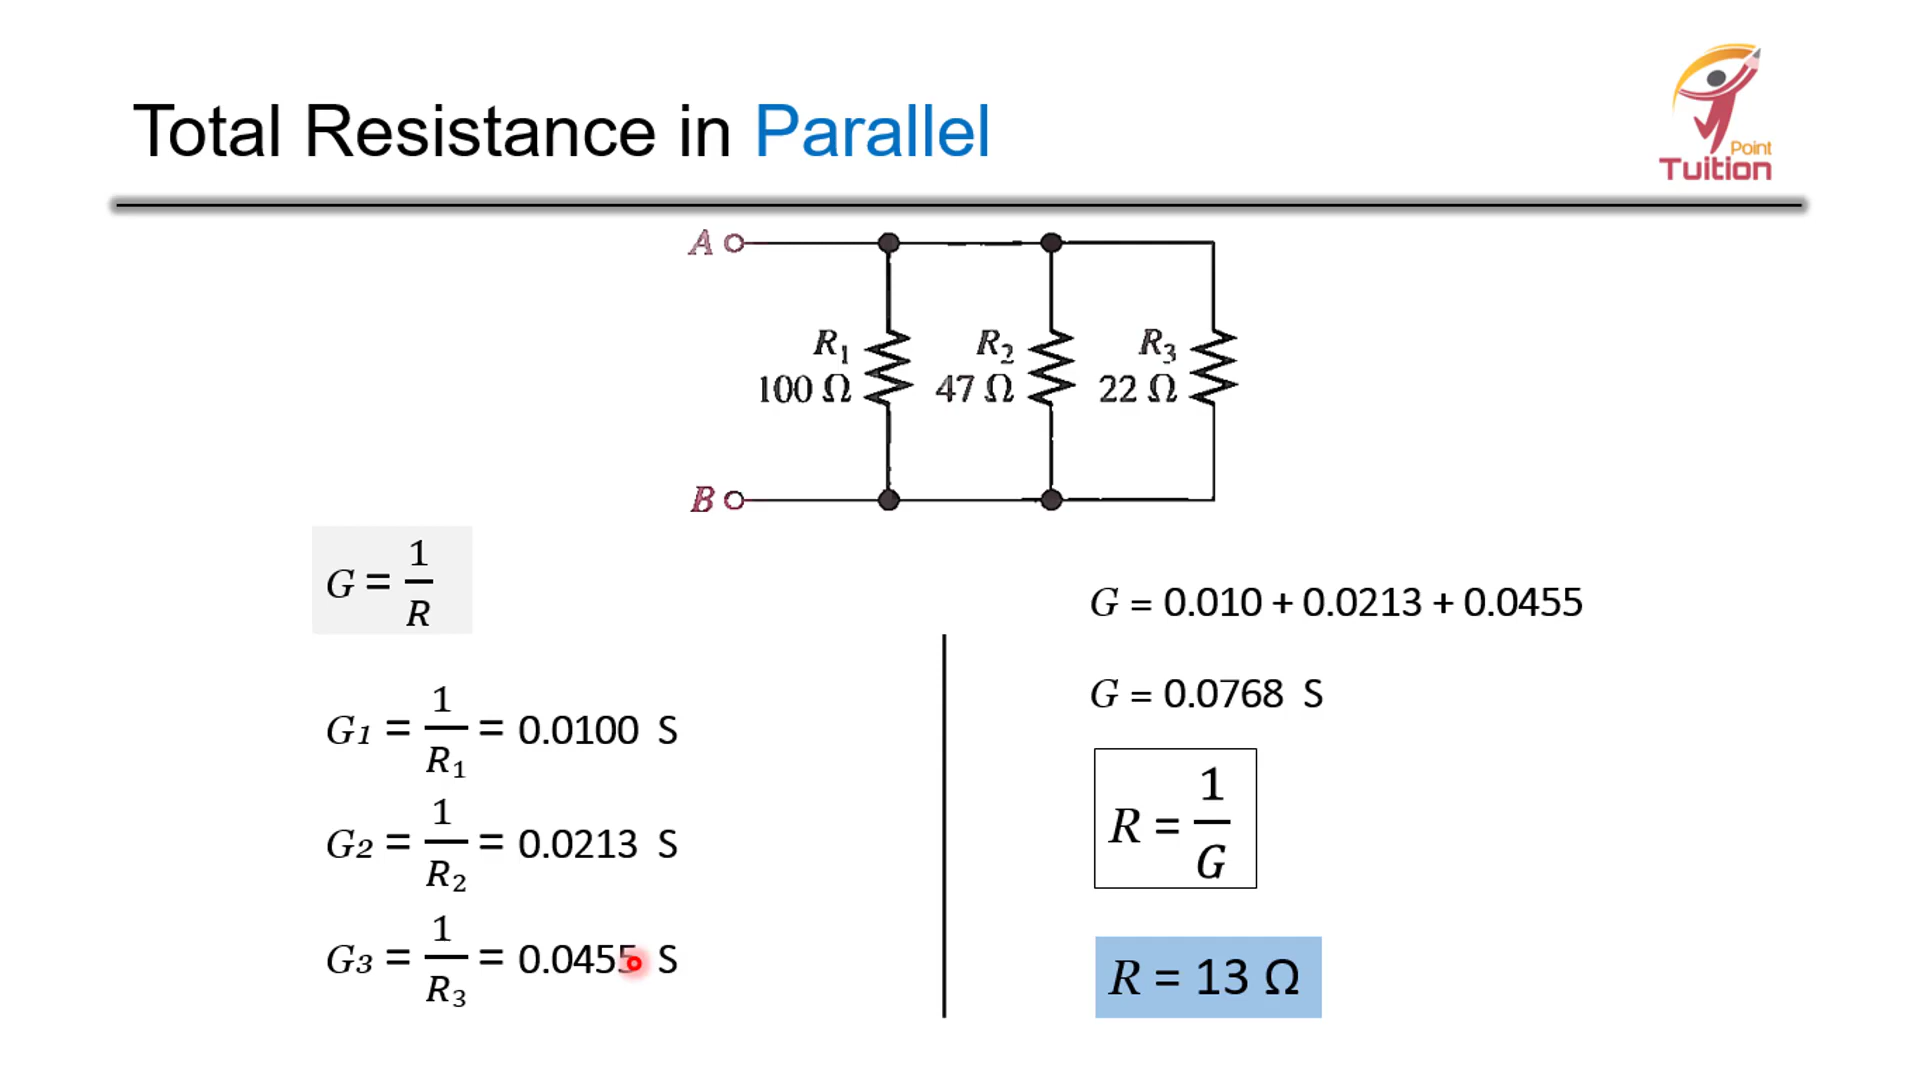 Total Resistance in Parallel
Point
Tuition
A
R₁
100 Ω
R₂
47 Ω
R₃
22 Ω
B
G = 1/R
G₁ = 1/R₁ = 0.0100 S
G₂ = 1/R₂ = 0.0213 S
G₃ = 1/R₃ = 0.0455 S
G = 0.010 + 0.0213 + 0.0455
G = 0.0768 S
R = 1/G
R = 13 Ω